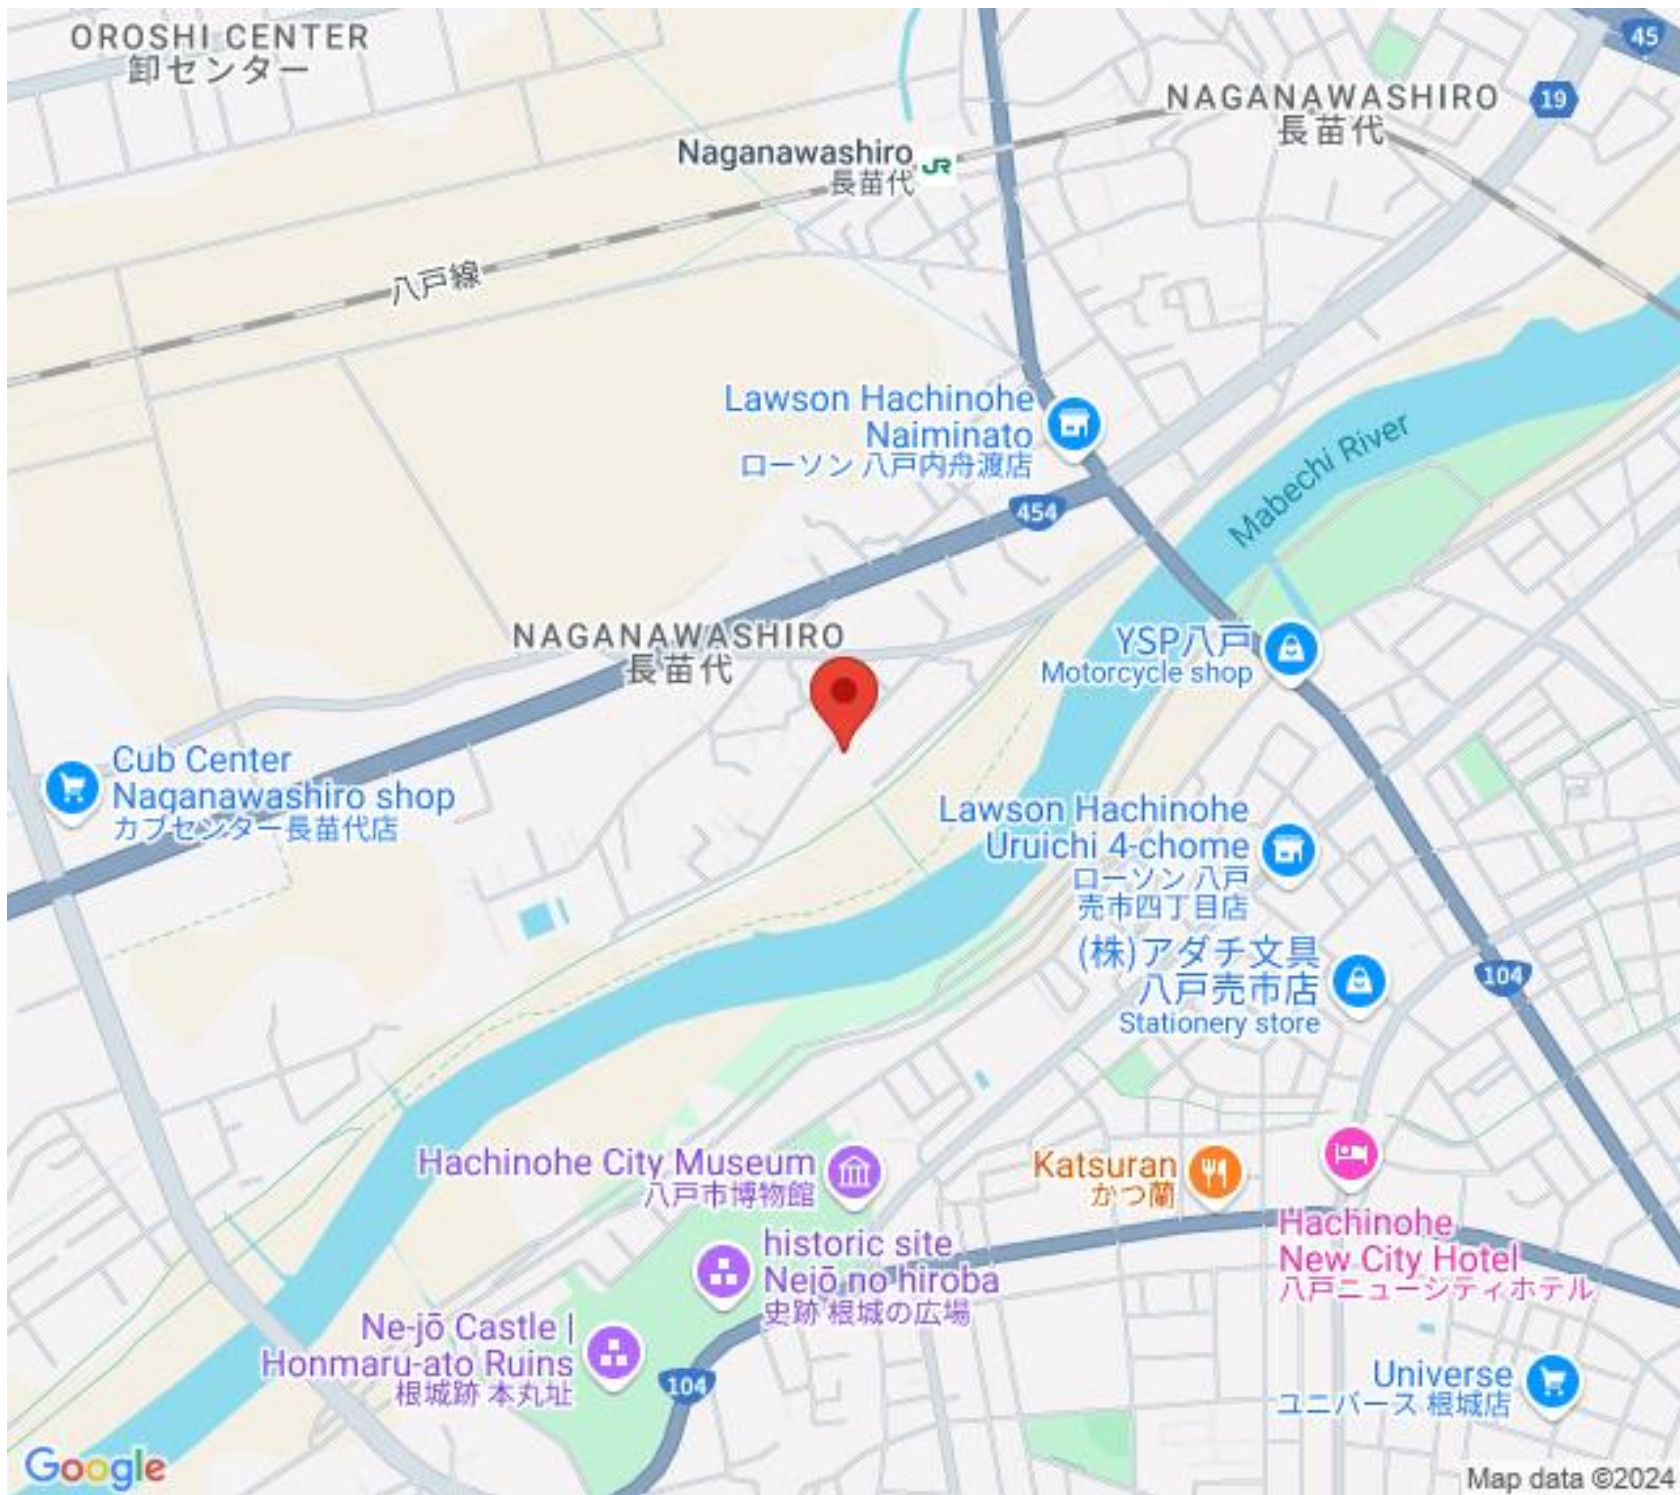 OROSHI CENTER
卸センター
45
NAGANAWASHIRO
長苗代
19
Naganawashiro
長苗代
JR
八戸線
Lawson Hachinohe
Naiminato
ローソン 八戸内舟渡店
Mabechi River
454
NAGANAWASHIRO
長苗代
YSP八戸
Motorcycle shop
Cub Center
Naganawashiro shop
カブセンター長苗代店
Lawson Hachinohe
Uruichi 4-chome
ローソン 八戸
売市四丁目店
(株)アダチ文具
八戸売市店
Stationery store
104
Hachinohe City Museum
八戸市博物館
Katsuran
かつ蘭
Hachinohe
New City Hotel
八戸ニューシティホテル
historic site
Nejō no hiroba
史跡 根城の広場
Ne-jō Castle |
Honmaru-ato Ruins
根城跡 本丸址
104
Universe
ユニバース 根城店
Google
Map data ©2024